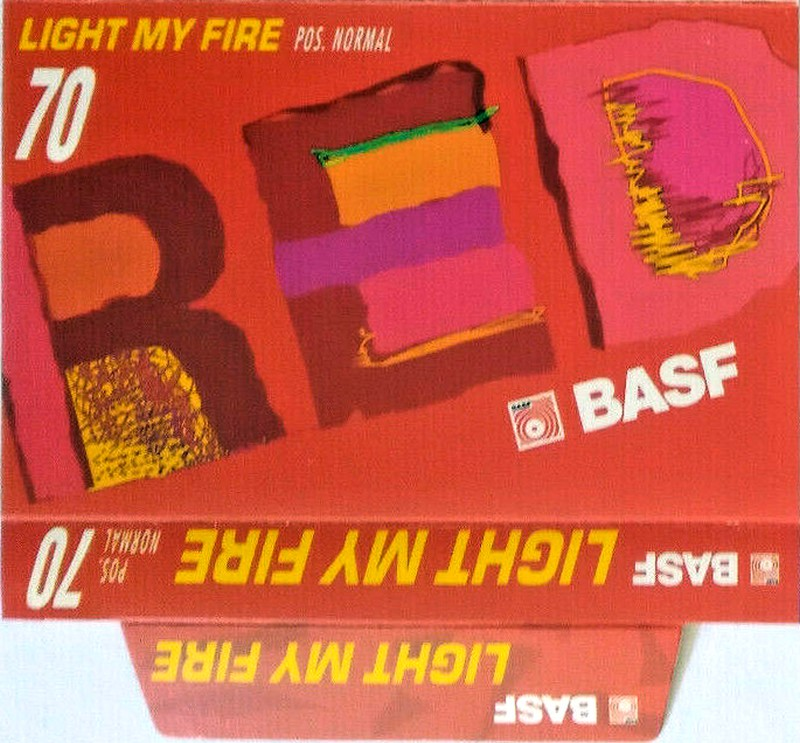 LIGHT MY FIRE POS. NORMAL
70
RED
BASF
70 POS. NORMAL LIGHT MY FIRE BASF
LIGHT MY FIRE BASF